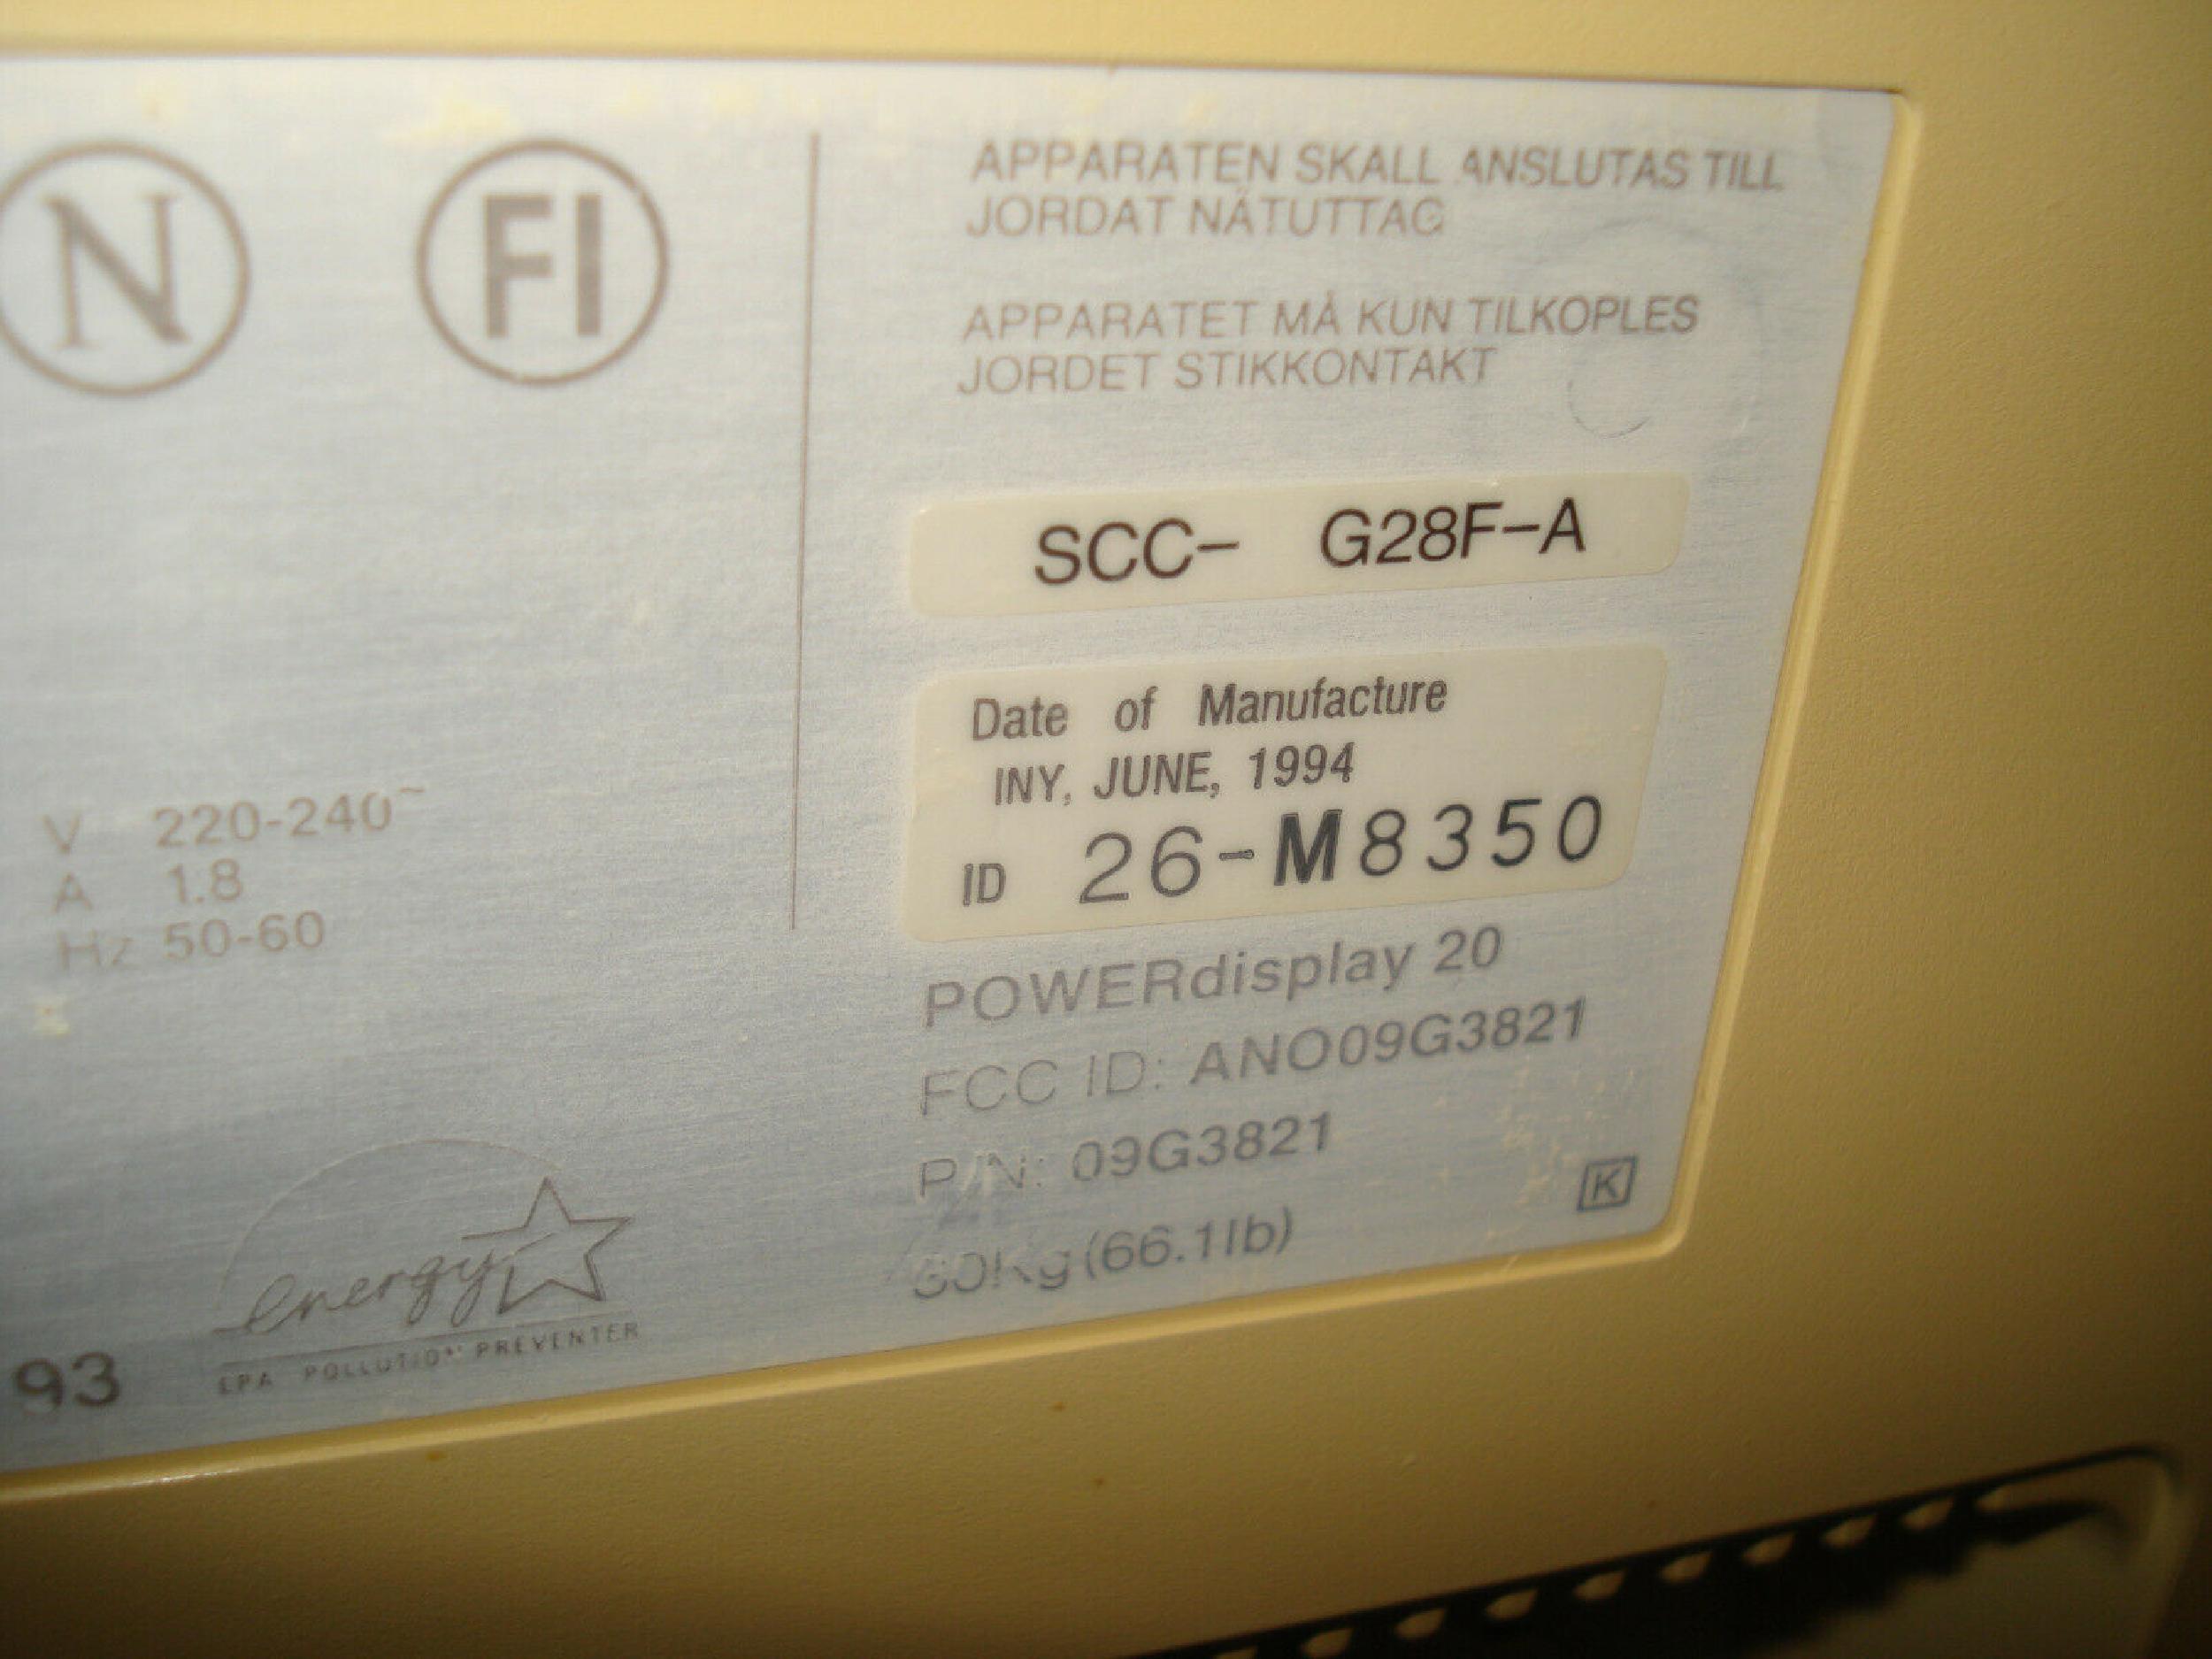 N
FI
APPARATEN SKALL ANSLUTAS TILL
JORDAT NÄTUTTAG
APPARATET MÅ KUN TILKOPLES
JORDET STIKKONTAKT
SCC- G28F-A
Date of Manufacture
INY, JUNE, 1994
ID 26-M8350
V 220-240~
A 1.8
Hz 50-60
POWERdisplay 20
FCC ID: ANO09G3821
P/N: 09G3821
30Kg(66.1lb)
K
energy
EPA POLLUTION PREVENTER
93